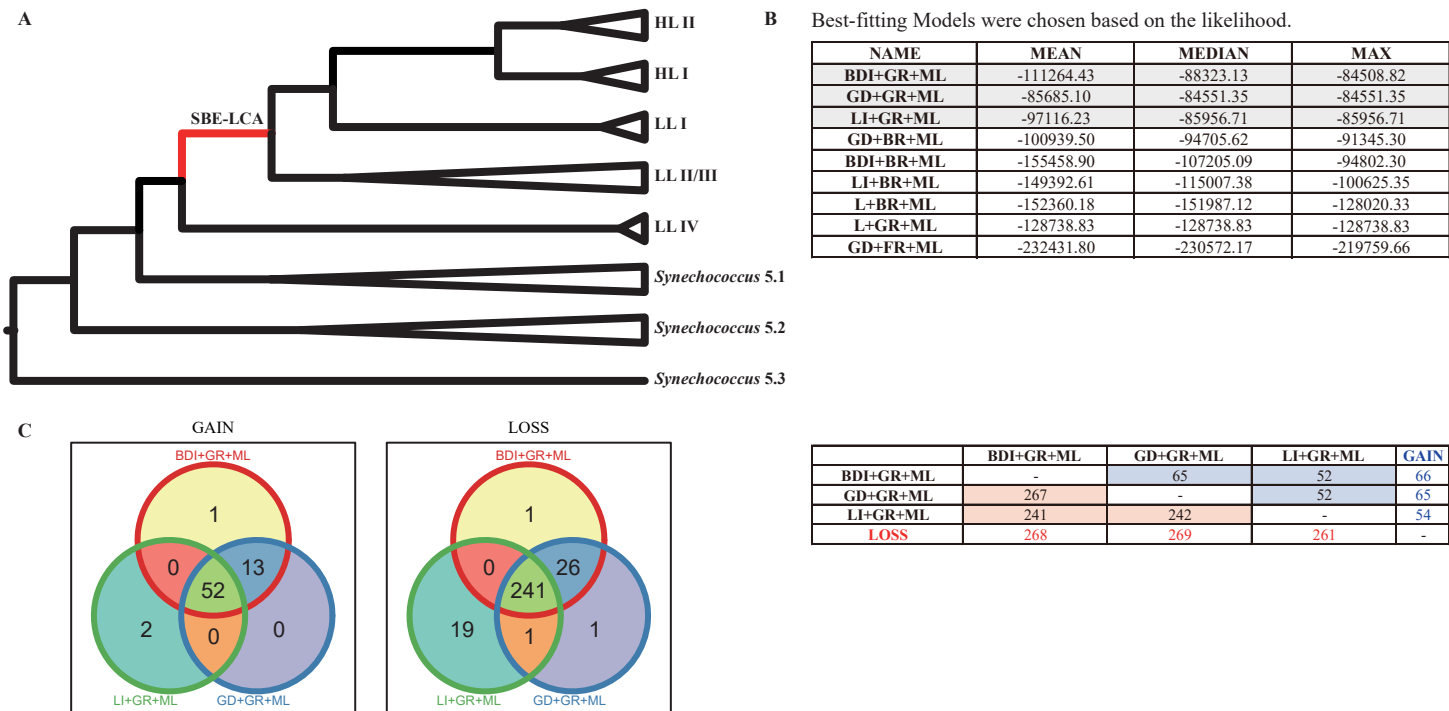 A
HL II
HL I
SBE-LCA
LL I
LL II/III
LL IV
Synechococcus 5.1
Synechococcus 5.2
Synechococcus 5.3
B
Best-fitting Models were chosen based on the likelihood.
NAME MEAN MEDIAN MAX
BDI+GR+ML -111264.43 -88323.13 -84508.82
GD+GR+ML -85685.10 -84551.35 -84551.35
LI+GR+ML -97116.23 -85956.71 -85956.71
GD+BR+ML -100939.50 -94705.62 -91345.30
BDI+BR+ML -155458.90 -107205.09 -94802.30
LI+BR+ML -149392.61 -115007.38 -100625.35
L+BR+ML -152360.18 -151987.12 -128020.33
L+GR+ML -128738.83 -128738.83 -128738.83
GD+FR+ML -232431.80 -230572.17 -219759.66
C
GAIN
BDI+GR+ML
1
0 13
52
2 0 0
LI+GR+ML GD+GR+ML
LOSS
BDI+GR+ML
1
0 26
241
19 1 1
LI+GR+ML GD+GR+ML
BDI+GR+ML GD+GR+ML LI+GR+ML GAIN
BDI+GR+ML - 65 52 66
GD+GR+ML 267 - 52 65
LI+GR+ML 241 242 - 54
LOSS 268 269 261 -